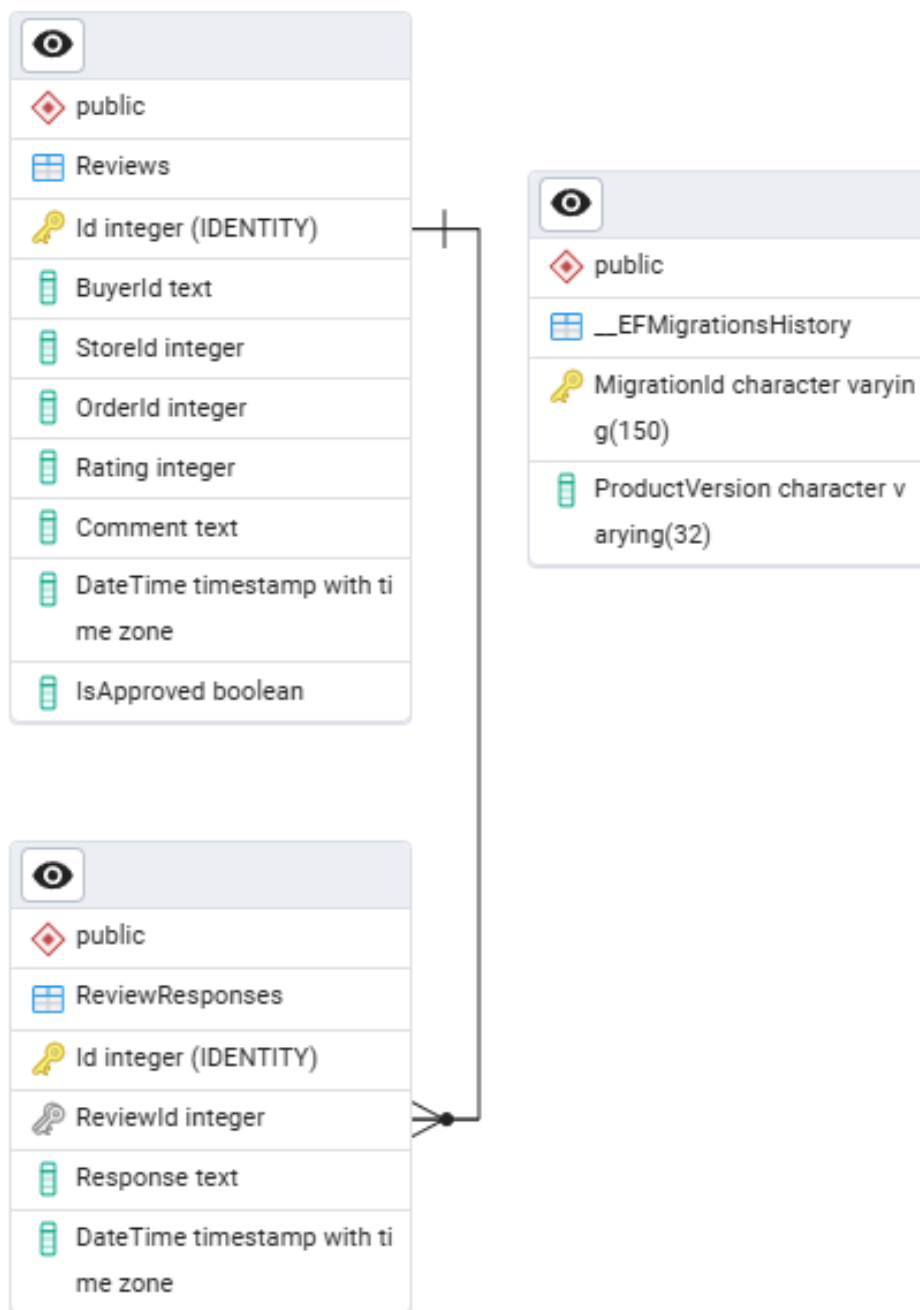 public
Reviews
Id integer (IDENTITY)
BuyerId text
StoreId integer
OrderId integer
Rating integer
Comment text
DateTime timestamp with ti
me zone
IsApproved boolean
public
__EFMigrationsHistory
MigrationId character varyin
g(150)
ProductVersion character v
arying(32)
public
ReviewResponses
Id integer (IDENTITY)
ReviewId integer
Response text
DateTime timestamp with ti
me zone